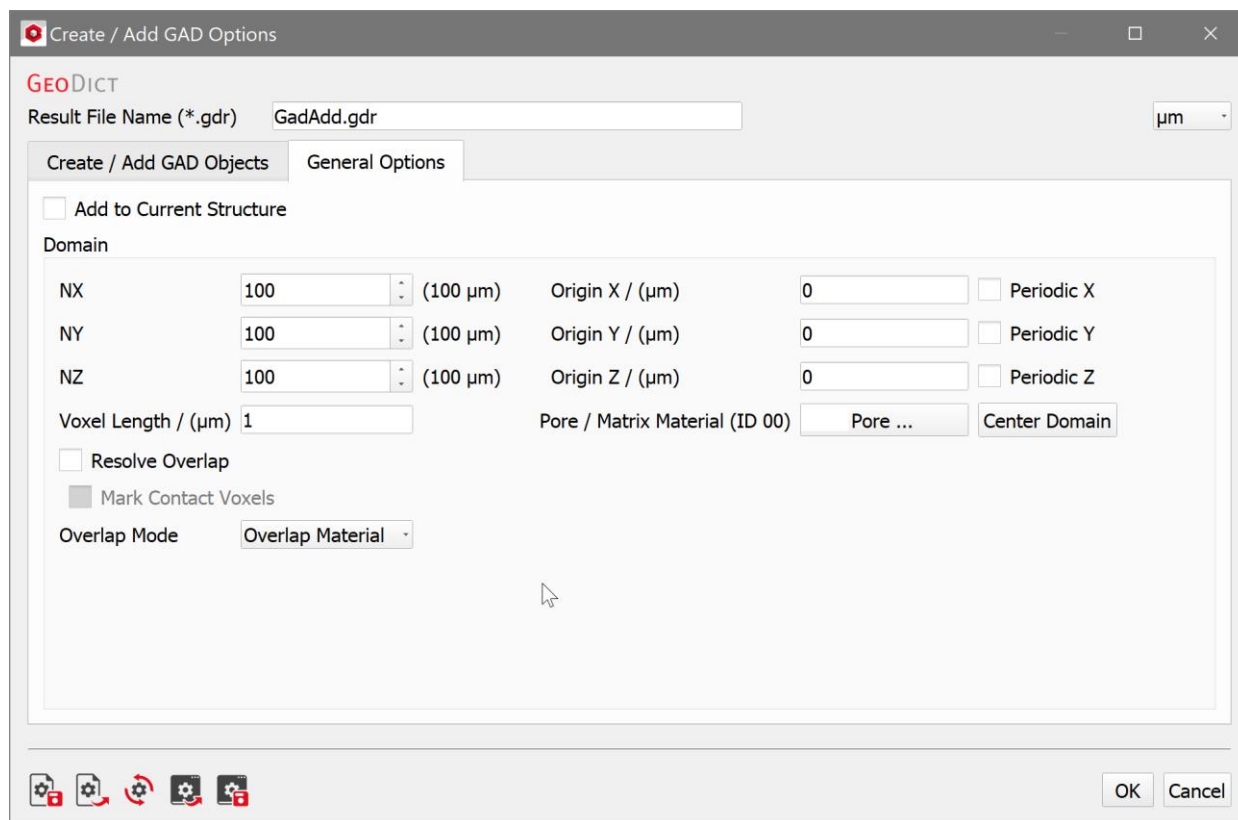 Create / Add GAD Options
GEODICT
Result File Name (*.gdr) GadAdd.gdr µm
Create / Add GAD Objects General Options
Add to Current Structure
Domain
NX 100 (100 µm) Origin X / (µm) 0 Periodic X
NY 100 (100 µm) Origin Y / (µm) 0 Periodic Y
NZ 100 (100 µm) Origin Z / (µm) 0 Periodic Z
Voxel Length / (µm) 1 Pore / Matrix Material (ID 00) Pore ... Center Domain
Resolve Overlap
Mark Contact Voxels
Overlap Mode Overlap Material
OK Cancel